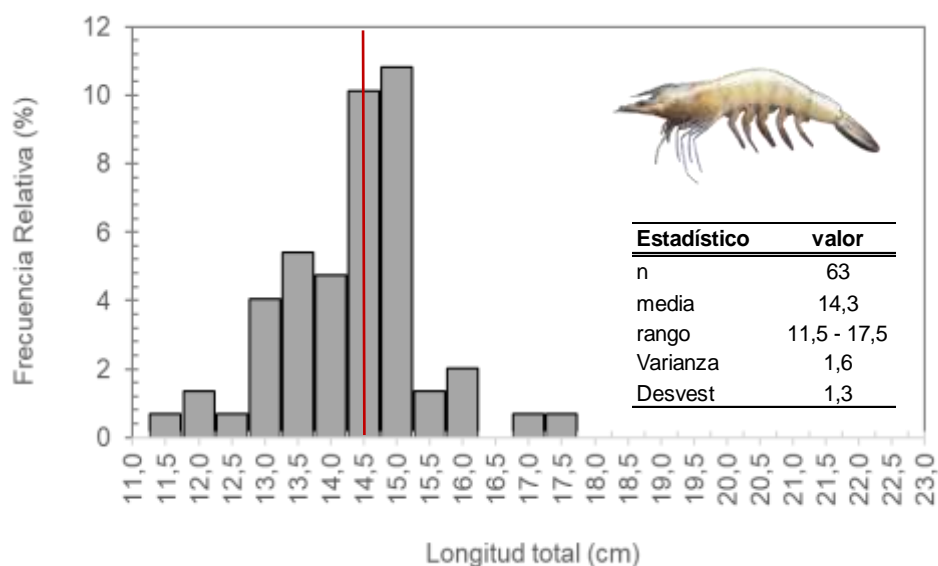 12
10
8
6
4
2
0
Frecuencia Relativa (%)
Estadístico valor
n 63
media 14,3
rango 11,5 - 17,5
Varianza 1,6
Desvest 1,3
11,0 11,5 12,0 12,5 13,0 13,5 14,0 14,5 15,0 15,5 16,0 16,5 17,0 17,5 18,0 18,5 19,0 19,5 20,0 20,5 21,0 21,5 22,0 22,5 23,0
Longitud total (cm)